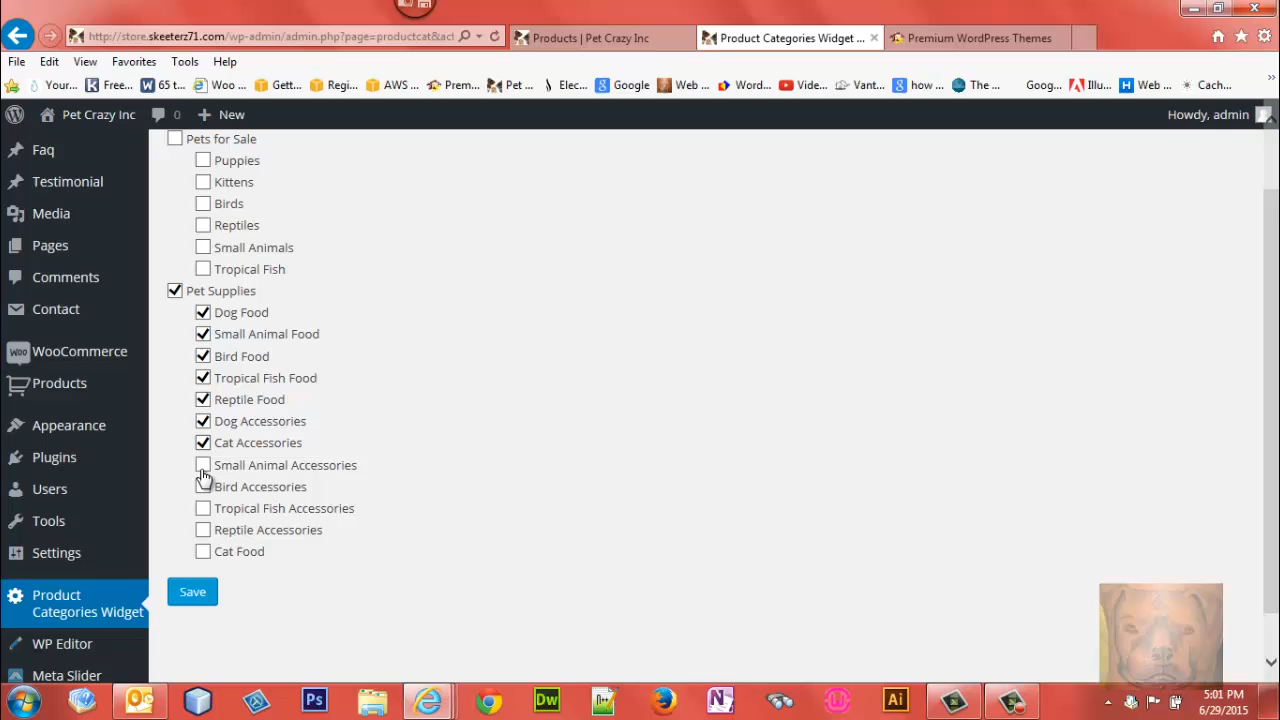 http://store.skeeterz71.com/wp-admin/admin.php?page=productcat&act
Products | Pet Crazy Inc
Product Categories Widget ...
Premium WordPress Themes
File Edit View Favorites Tools Help
Your... Free... 65 t... Woo ... Gett... Regi... AWS ... Prem... Pet ... Elec... Google Web ... Word... Vide... Vant... how ... The ... Goog... Illu... Web ... Cach...
Pet Crazy Inc 0 New Howdy, admin
Faq
Testimonial
Media
Pages
Comments
Contact
WooCommerce
Products
Appearance
Plugins
Users
Tools
Settings
Product
Categories Widget
WP Editor
Meta Slider
Pets for Sale
Puppies
Kittens
Birds
Reptiles
Small Animals
Tropical Fish
Pet Supplies
Dog Food
Small Animal Food
Bird Food
Tropical Fish Food
Reptile Food
Dog Accessories
Cat Accessories
Small Animal Accessories
Bird Accessories
Tropical Fish Accessories
Reptile Accessories
Cat Food
Save
5:01 PM
6/29/2015